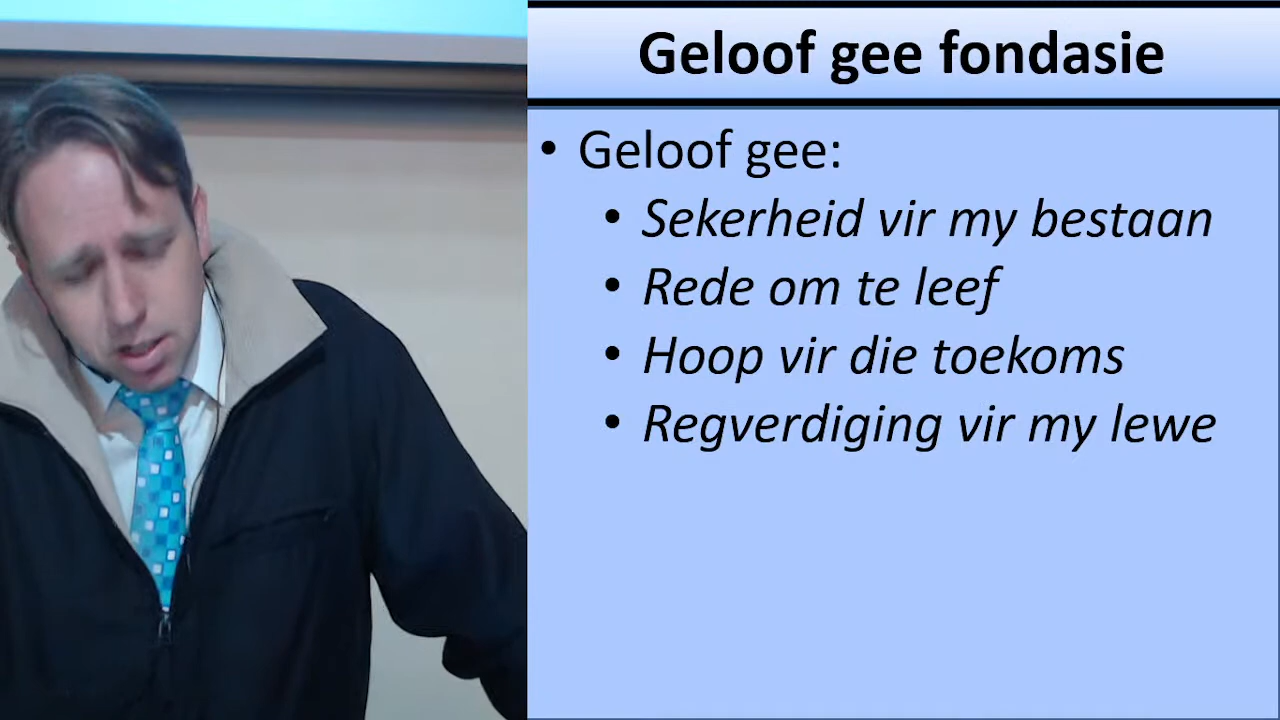 Geloof gee fondasie
• Geloof gee:
• Sekerheid vir my bestaan
• Rede om te leef
• Hoop vir die toekoms
• Regverdiging vir my lewe